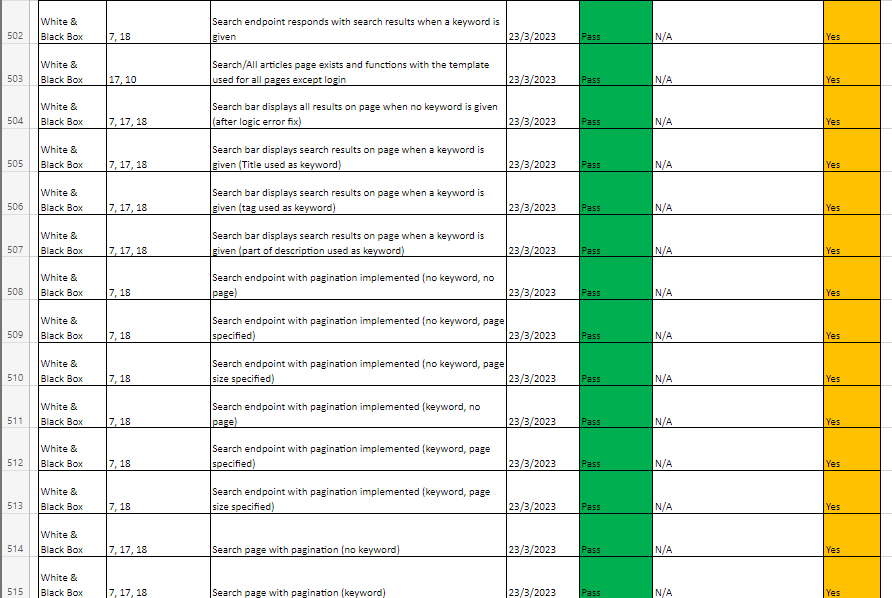 White & Search endpoint responds with search results when a keyword is
502 Black Box 7, 18 given 23/3/2023 Pass N/A Yes
White & Search/All articles page exists and functions with the template
503 Black Box 17, 10 used for all pages except login 23/3/2023 Pass N/A Yes
White & Search bar displays all results on page when no keyword is given
504 Black Box 7, 17, 18 (after logic error fix) 23/3/2023 Pass N/A Yes
White & Search bar displays search results on page when a keyword is
505 Black Box 7, 17, 18 given (Title used as keyword) 23/3/2023 Pass N/A Yes
White & Search bar displays search results on page when a keyword is
506 Black Box 7, 17, 18 given (tag used as keyword) 23/3/2023 Pass N/A Yes
White & Search bar displays search results on page when a keyword is
507 Black Box 7, 17, 18 given (part of description used as keyword) 23/3/2023 Pass N/A Yes
White & Search endpoint with pagination implemented (no keyword, no
508 Black Box 7, 18 page) 23/3/2023 Pass N/A Yes
White & Search endpoint with pagination implemented (no keyword, page
509 Black Box 7, 18 specified) 23/3/2023 Pass N/A Yes
White & Search endpoint with pagination implemented (no keyword, page
510 Black Box 7, 18 size specified) 23/3/2023 Pass N/A Yes
White & Search endpoint with pagination implemented (keyword, no
511 Black Box 7, 18 page) 23/3/2023 Pass N/A Yes
White & Search endpoint with pagination implemented (keyword, page
512 Black Box 7, 18 specified) 23/3/2023 Pass N/A Yes
White & Search endpoint with pagination implemented (keyword, page
513 Black Box 7, 18 size specified) 23/3/2023 Pass N/A Yes
White &
514 Black Box 7, 17, 18 Search page with pagination (no keyword) 23/3/2023 Pass N/A Yes
White &
515 Black Box 7, 17, 18 Search page with pagination (keyword) 23/3/2023 Pass N/A Yes